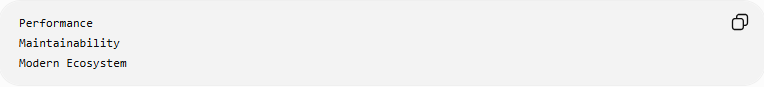 Performance
Maintainability
Modern Ecosystem